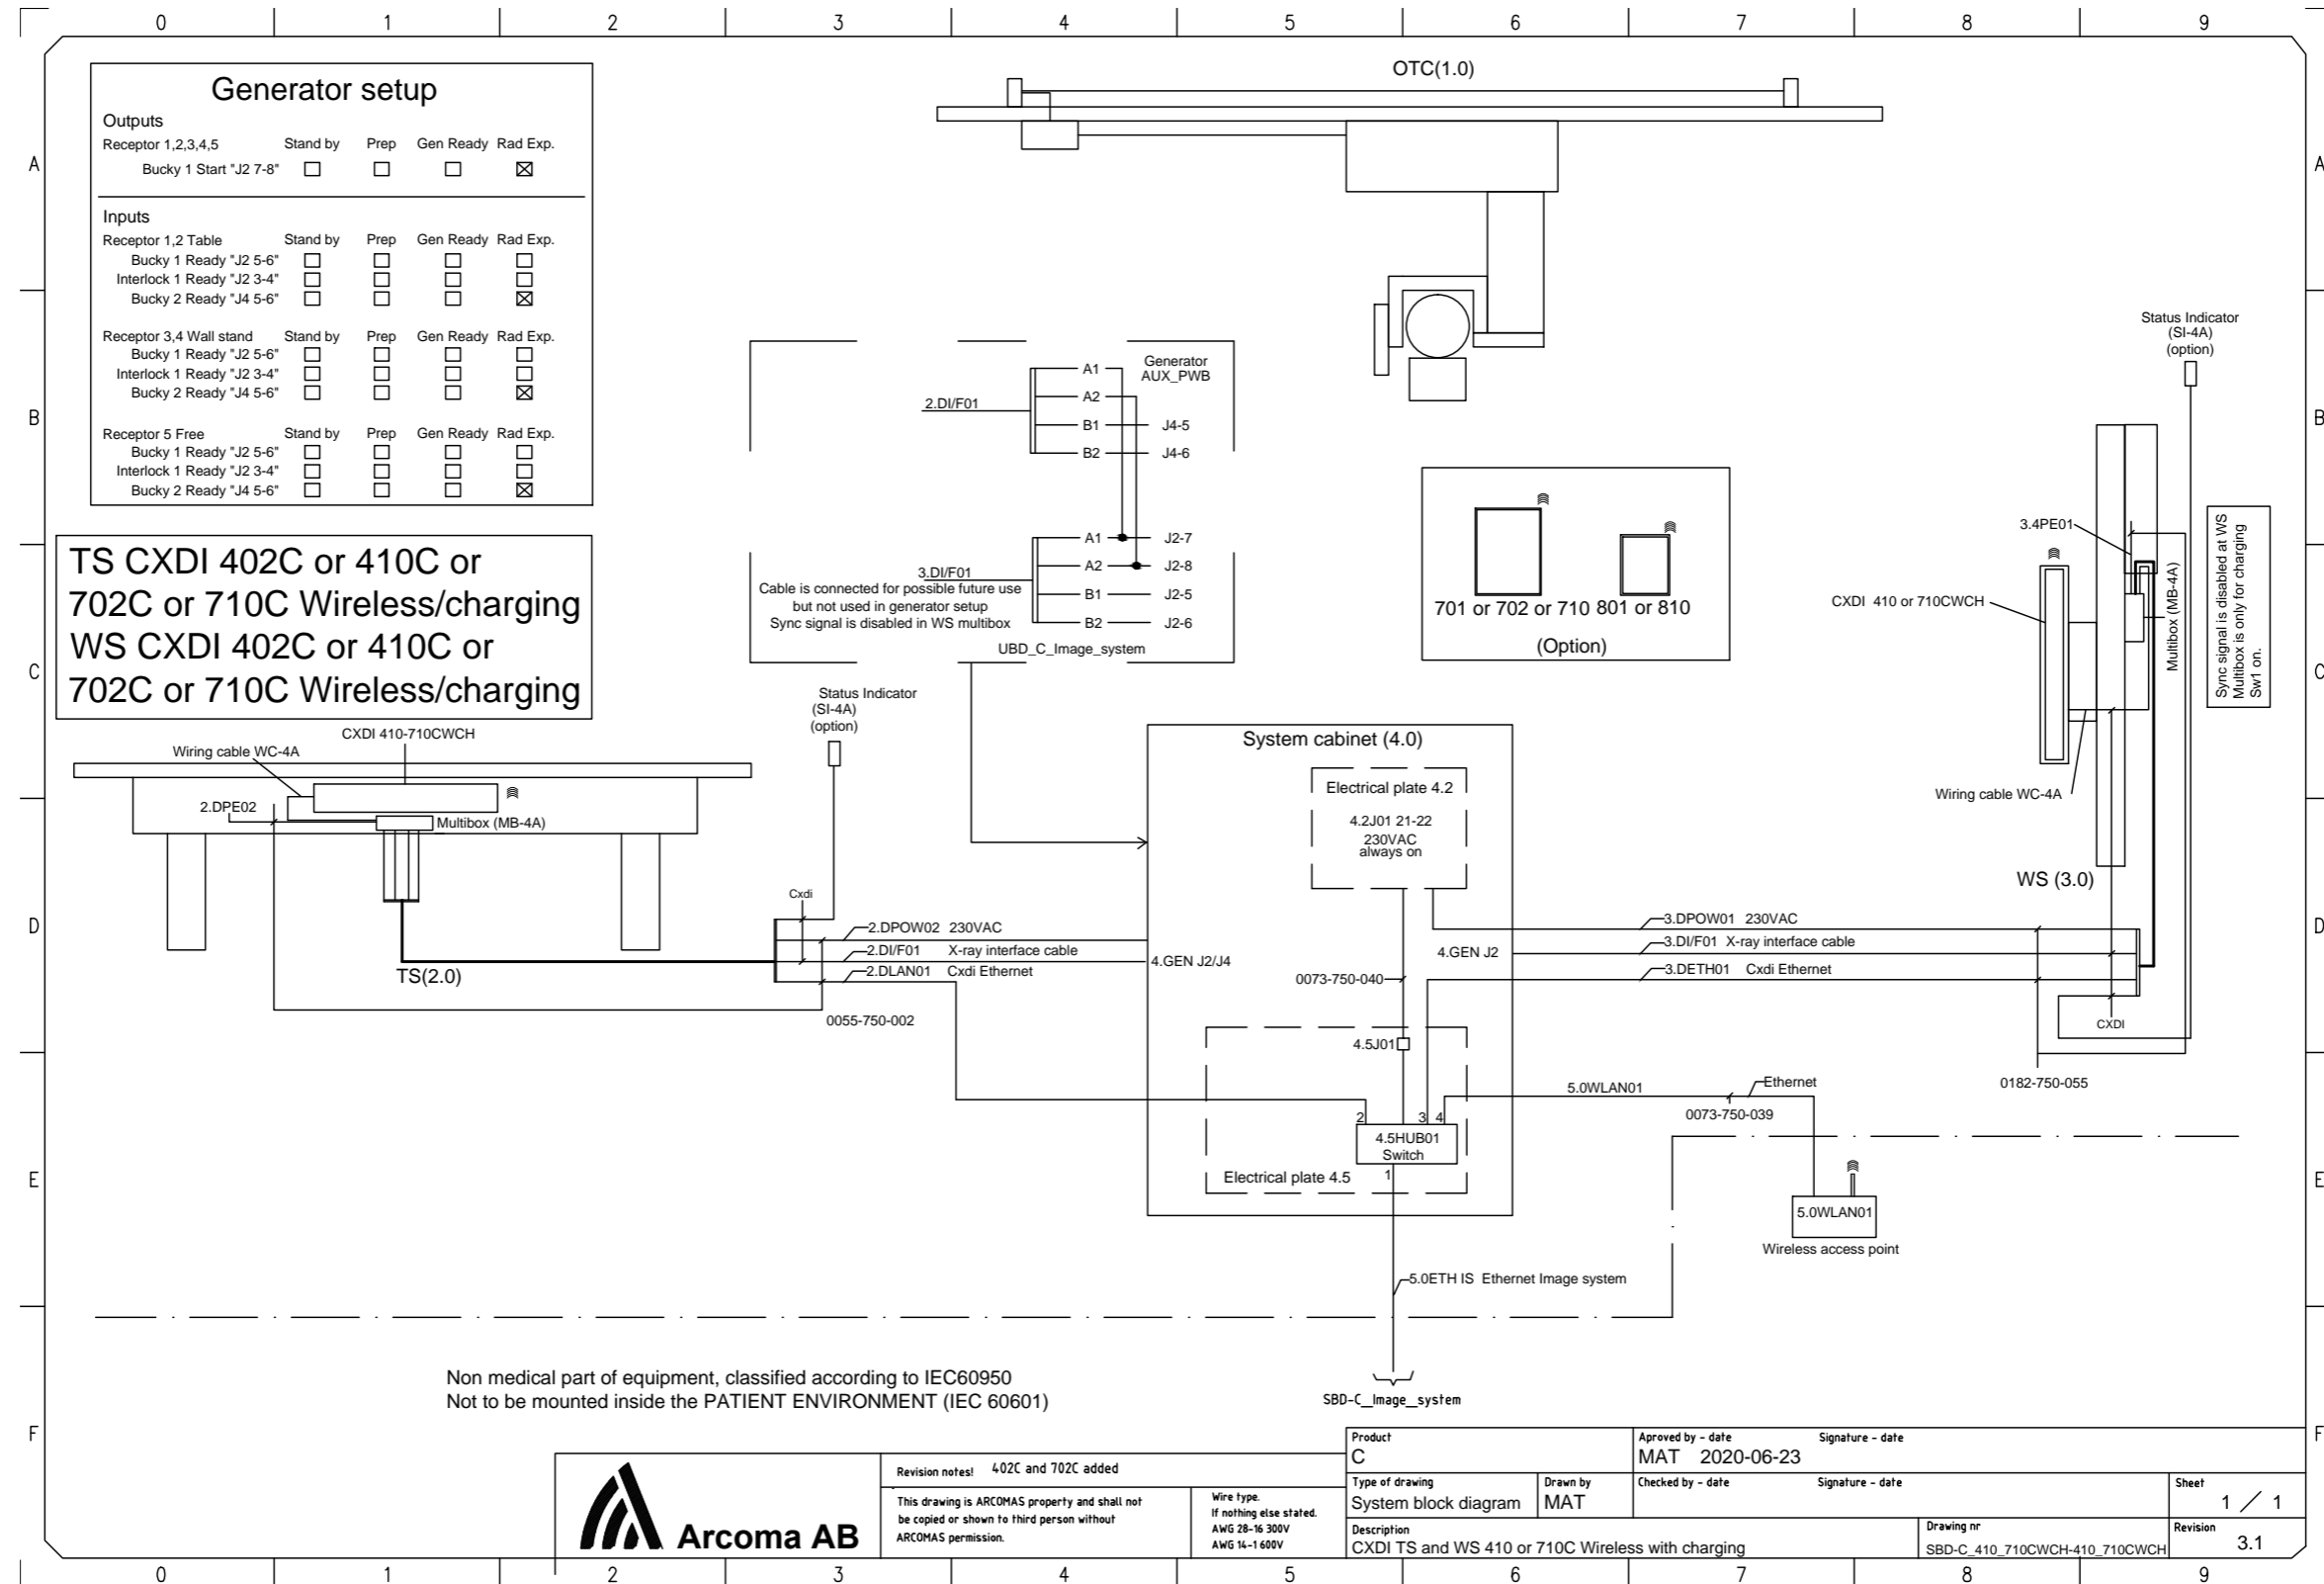 0 1 2 3 4 5 6 7 8 9
A
B
C
D
E
F
Generator setup
Outputs
Receptor 1,2,3,4,5 Stand by Prep Gen Ready Rad Exp.
Bucky 1 Start "J2 7-8"
Inputs
Receptor 1,2 Table Stand by Prep Gen Ready Rad Exp.
Bucky 1 Ready "J2 5-6"
Interlock 1 Ready "J2 3-4"
Bucky 2 Ready "J4 5-6"
Receptor 3,4 Wall stand Stand by Prep Gen Ready Rad Exp.
Bucky 1 Ready "J2 5-6"
Interlock 1 Ready "J2 3-4"
Bucky 2 Ready "J4 5-6"
Receptor 5 Free Stand by Prep Gen Ready Rad Exp.
Bucky 1 Ready "J2 5-6"
Interlock 1 Ready "J2 3-4"
Bucky 2 Ready "J4 5-6"
TS CXDI 402C or 410C or
702C or 710C Wireless/charging
WS CXDI 402C or 410C or
702C or 710C Wireless/charging
OTC(1.0)
Generator
AUX_PWB
2.DI/F01
A1
A2
B1 J4-5
B2 J4-6
3.DI/F01
A1 J2-7
A2 J2-8
B1 J2-5
B2 J2-6
Cable is connected for possible future use
but not used in generator setup
Sync signal is disabled in WS multibox
UBD_C_Image_system
701 or 702 or 710 801 or 810
(Option)
Status Indicator
(SI-4A)
(option)
3.4PE01
CXDI 410 or 710CWCH
Multibox (MB-4A)
Sync signal is disabled at WS
Multibox is only for charging
Sw1 on.
Wiring cable WC-4A
WS (3.0)
Status Indicator
(SI-4A)
(option)
CXDI 410-710CWCH
Wiring cable WC-4A
2.DPE02
Multibox (MB-4A)
TS(2.0)
Cxdi
2.DPOW02 230VAC
2.DI/F01 X-ray interface cable
2.DLAN01 Cxdi Ethernet
0055-750-002
System cabinet (4.0)
Electrical plate 4.2
4.2J01 21-22
230VAC
always on
4.GEN J2/J4
4.GEN J2
0073-750-040
4.5J01
2 3 4
4.5HUB01
Switch
1
Electrical plate 4.5
3.DPOW01 230VAC
3.DI/F01 X-ray interface cable
3.DETH01 Cxdi Ethernet
CXDI
0182-750-055
5.0WLAN01
Ethernet
0073-750-039
5.0WLAN01
Wireless access point
5.0ETH IS Ethernet Image system
SBD-C_Image_system
Non medical part of equipment, classified according to IEC60950
Not to be mounted inside the PATIENT ENVIRONMENT (IEC 60601)
Arcoma AB
Revision notes! 402C and 702C added
This drawing is ARCOMAS property and shall not
be copied or shown to third person without
ARCOMAS permission.
Wire type.
If nothing else stated.
AWG 28-16 300V
AWG 14-1 600V
Product
C
Aproved by - date Signature - date
MAT 2020-06-23
Type of drawing
System block diagram
Drawn by
MAT
Checked by - date Signature - date
Sheet
1 / 1
Description
CXDI TS and WS 410 or 710C Wireless with charging
Drawing nr
SBD-C_410_710CWCH-410_710CWCH
Revision
3.1
A
B
C
D
E
F
0 1 2 3 4 5 6 7 8 9